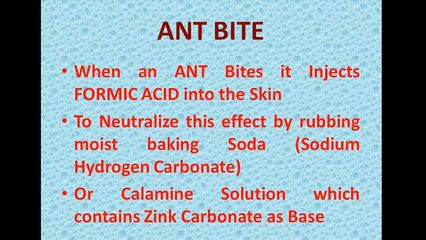 ANT BITE
• When an ANT Bites it Injects
FORMIC ACID into the Skin
• To Neutralize this effect by rubbing
moist baking Soda (Sodium
Hydrogen Carbonate)
• Or Calamine Solution which
contains Zink Carbonate as Base